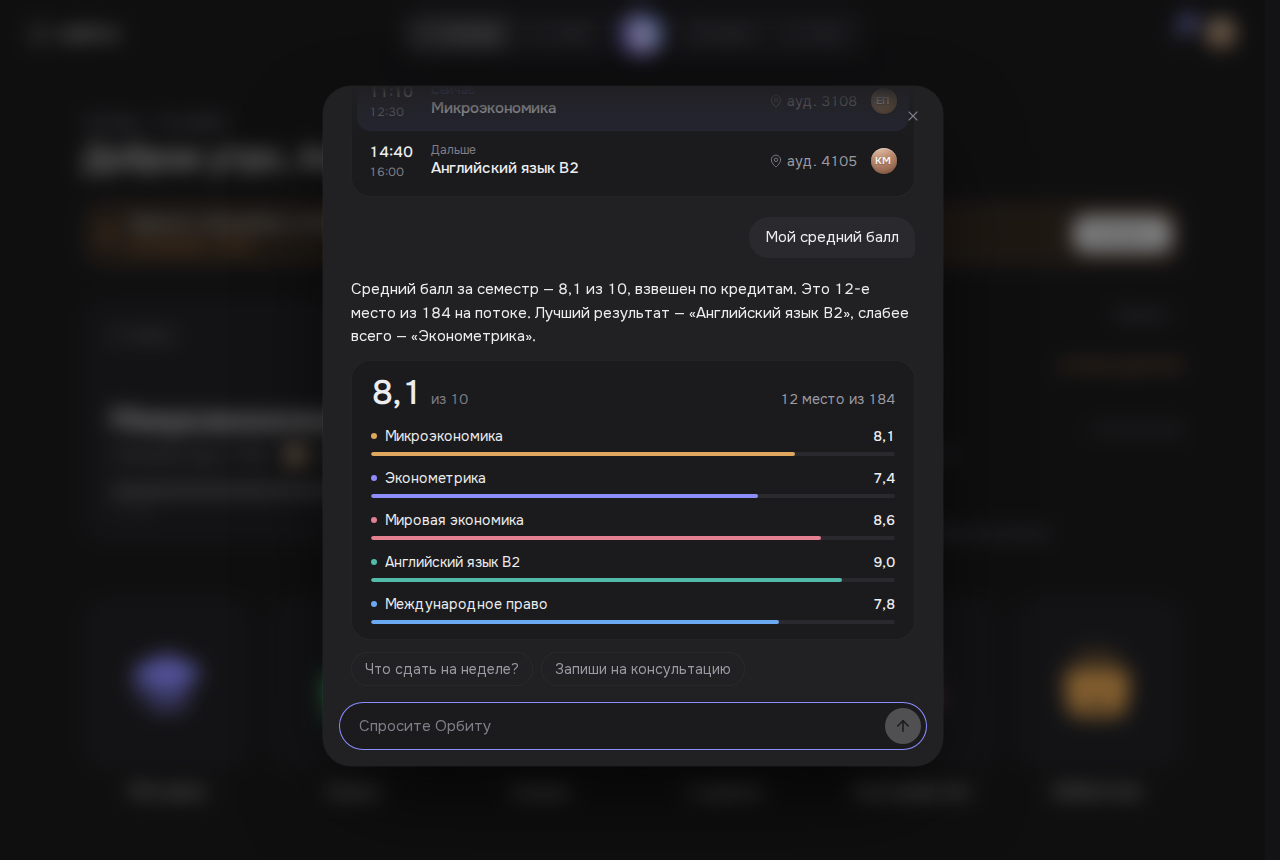 11:10 Сейчас
12:30 Микроэкономика ауд. 3108 ЕП
14:40 Дальше
16:00 Английский язык B2 ауд. 4105 КМ
Мой средний балл
Средний балл за семестр — 8,1 из 10, взвешен по кредитам. Это 12-е
место из 184 на потоке. Лучший результат — «Английский язык B2», слабее
всего — «Эконометрика».
8,1 из 10 12 место из 184
Микроэкономика 8,1
Эконометрика 7,4
Мировая экономика 8,6
Английский язык B2 9,0
Международное право 7,8
Что сдать на неделе? Запиши на консультацию
Спросите Орбиту